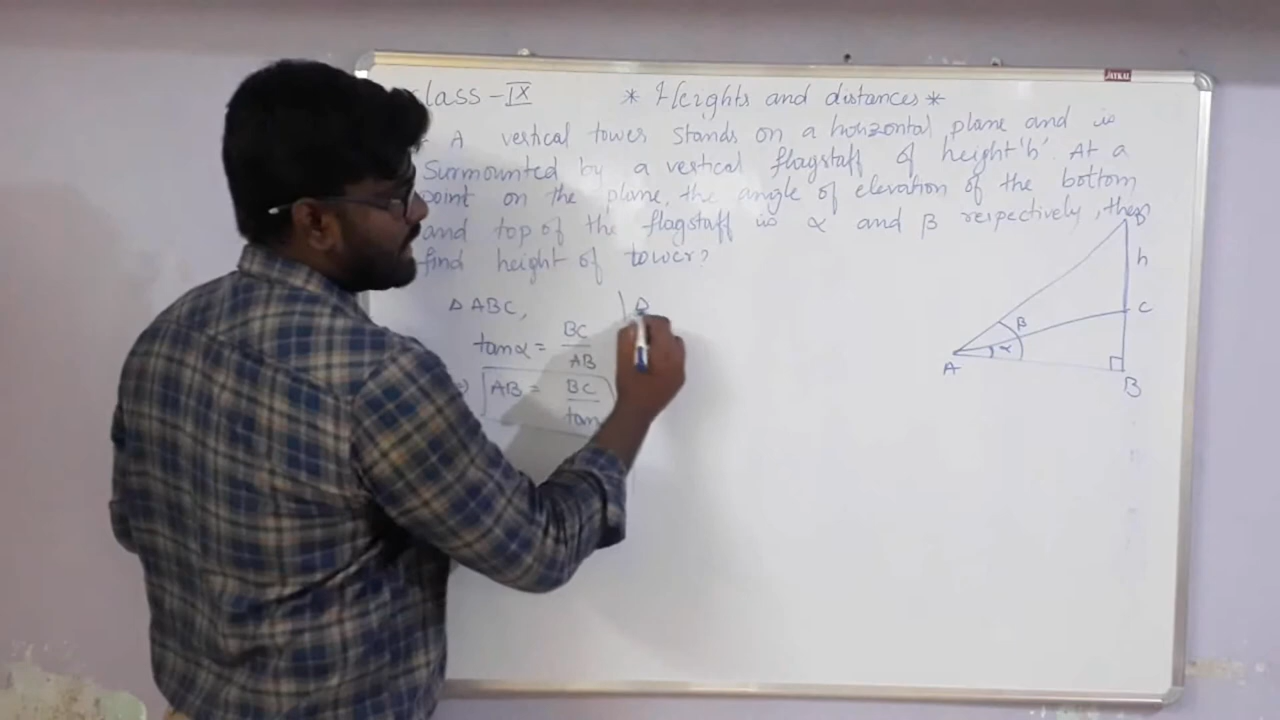 class - IX * Heights and distances *
A vertical tower stands on a horizontal plane and is
surmounted by a vertical flagstaff of height 'h'. At a
point on the plane, the angle of elevation of the bottom
and top of the flagstaff is α and β respectively, then
find height of tower?
Δ ABC,
tanα = BC/AB
AB = BC/tan
Δ
h
C
β
α
A
B